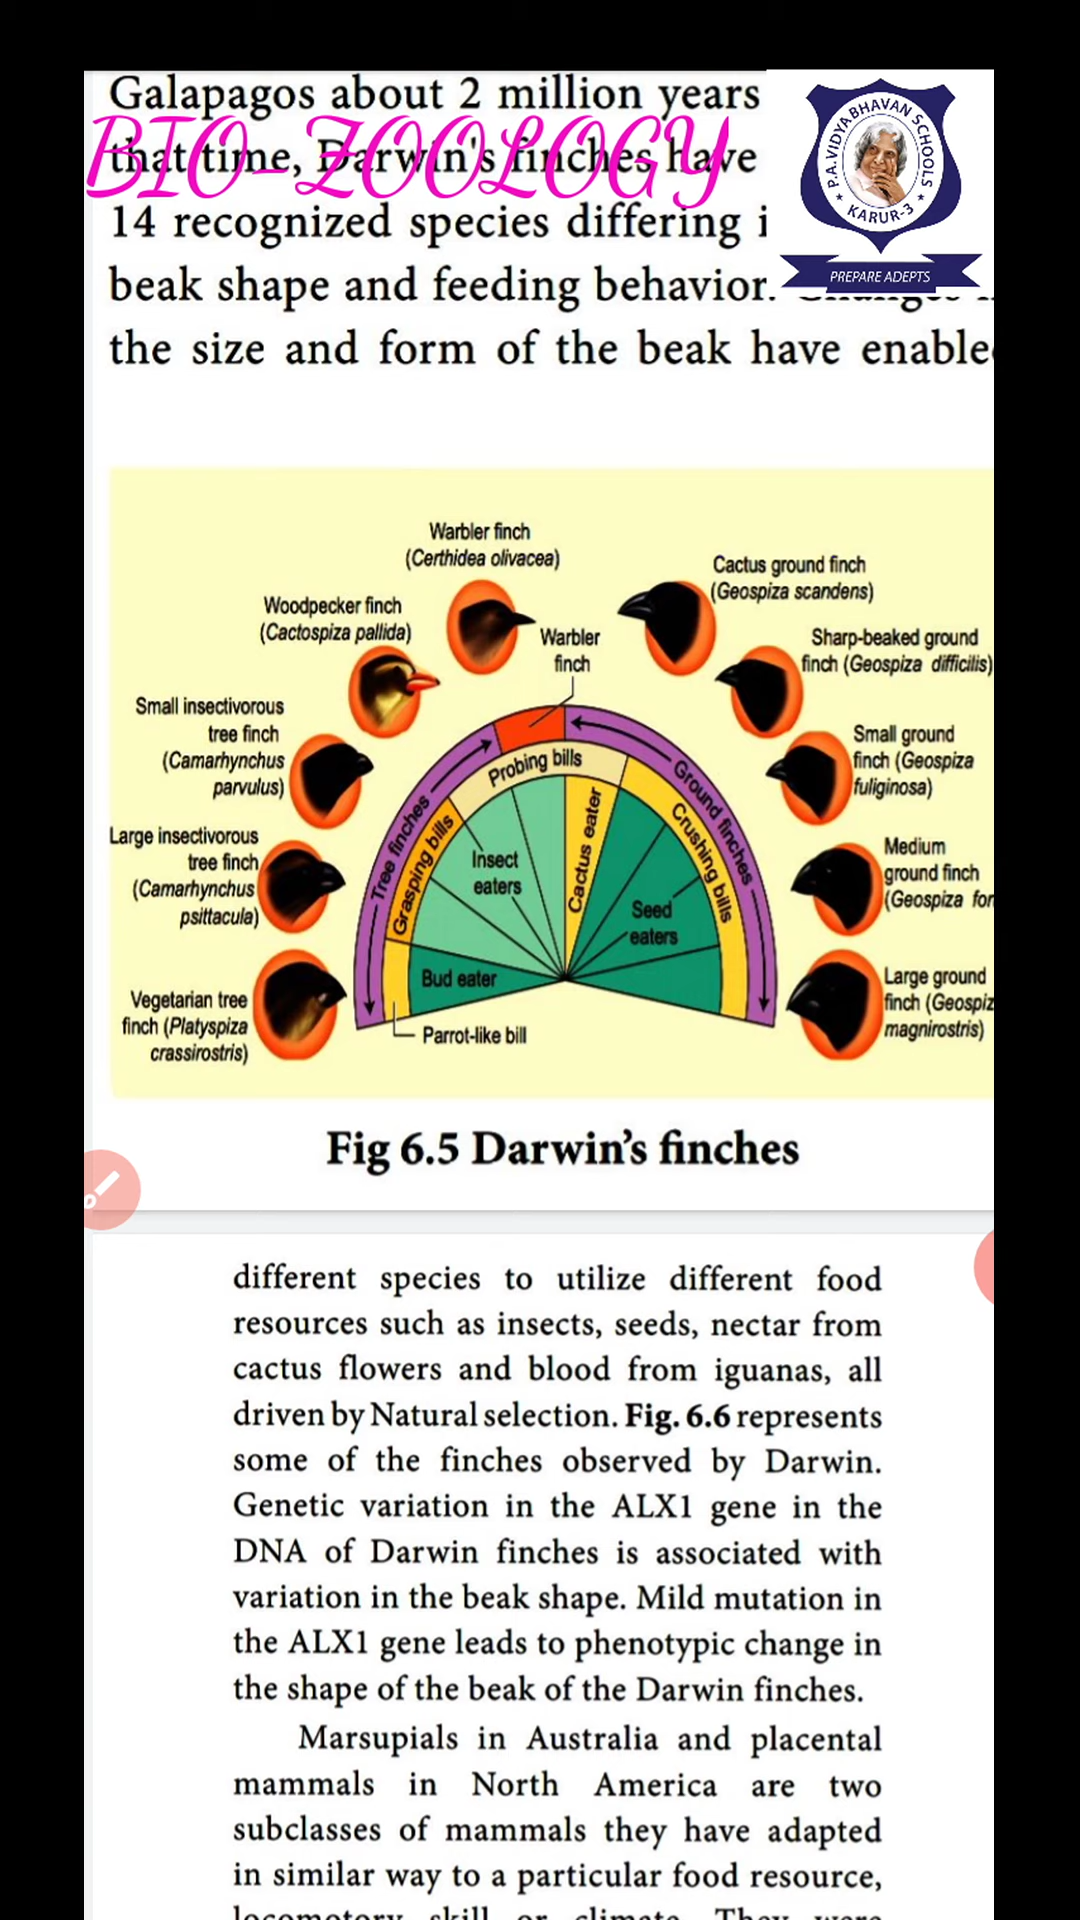 Galapagos about 2 million years
BIO-ZOOLOGY
that time, Darwin's finches have
14 recognized species differing i
beak shape and feeding behavior.
the size and form of the beak have enable
P.A. VIDYABHAVAN SCHOOLS
KARUR-3
PREPARE ADEPTS
Warbler finch
(Certhidea olivacea)
Cactus ground finch
(Geospiza scandens)
Woodpecker finch
(Cactospiza pallida)
Warbler
finch
Sharp-beaked ground
finch (Geospiza difficilis)
Small insectivorous
tree finch
(Camarhynchus
parvulus)
Small ground
finch (Geospiza
fuliginosa)
Large insectivorous
tree finch
(Camarhynchus
psittacula)
Medium
ground finch
(Geospiza for
Vegetarian tree
finch (Platyspiza
crassirostris)
Large ground
finch (Geospiz
magnirostris)
Tree finches
Grasping bills
Probing bills
Ground finches
Crushing bills
Insect
eaters
Cactus eater
Seed
eaters
Bud eater
Parrot-like bill
Fig 6.5 Darwin’s finches
different species to utilize different food
resources such as insects, seeds, nectar from
cactus flowers and blood from iguanas, all
driven by Natural selection. Fig. 6.6 represents
some of the finches observed by Darwin.
Genetic variation in the ALX1 gene in the
DNA of Darwin finches is associated with
variation in the beak shape. Mild mutation in
the ALX1 gene leads to phenotypic change in
the shape of the beak of the Darwin finches.
Marsupials in Australia and placental
mammals in North America are two
subclasses of mammals they have adapted
in similar way to a particular food resource,
locomotory skill or climate. They were